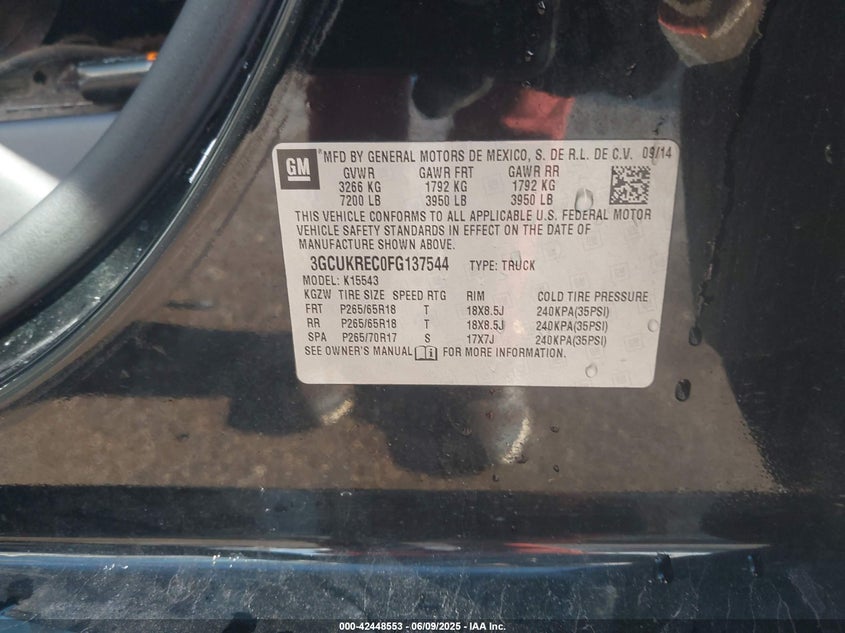 GM ® MFD BY GENERAL MOTORS DE MEXICO, S. DE R.L. DE C.V. 09/14
GVWR GAWR FRT GAWR RR
3266 KG 1792 KG 1792 KG
7200 LB 3950 LB 3950 LB
THIS VEHICLE CONFORMS TO ALL APPLICABLE U.S. FEDERAL MOTOR
VEHICLE SAFETY STANDARDS IN EFFECT ON THE DATE OF
MANUFACTURE SHOWN ABOVE.
3GCUKREC0FG137544 TYPE: TRUCK
MODEL: K15543
KGZW TIRE SIZE SPEED RTG RIM COLD TIRE PRESSURE
FRT P265/65R18 T 18X8.5J 240KPA(35PSI)
RR P265/65R18 T 18X8.5J 240KPA(35PSI)
SPA P265/70R17 S 17X7J 240KPA(35PSI)
SEE OWNER'S MANUAL FOR MORE INFORMATION.
000-42448553 - 06/09/2025 - IAA Inc.